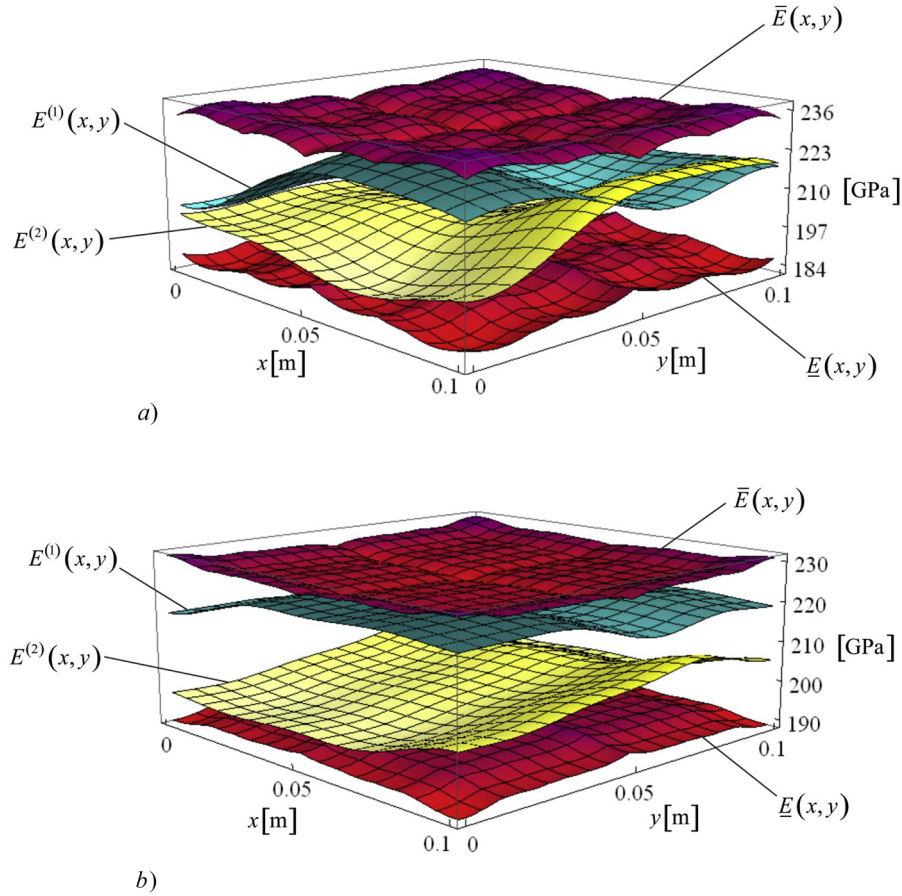 E̅(x, y)
236
E⁽¹⁾(x, y)
223
210 [GPa]
E⁽²⁾(x, y)
197
184
0
0.1
0.05
0.05
x[m]
y[m]
E̲(x, y)
0.1
0
a)
E̅(x, y)
E⁽¹⁾(x, y)
230
220
E⁽²⁾(x, y)
210 [GPa]
200
190
0
0.1
0.05
0.05
x[m]
y[m]
E̲(x, y)
0.1
0
b)